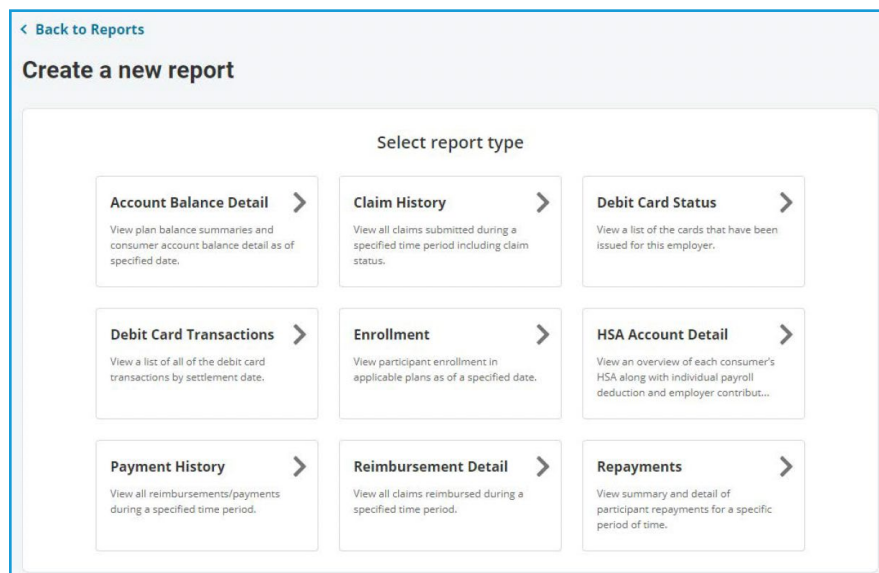 Back to Reports
Create a new report
Select report type
Account Balance Detail
View plan balance summaries and
consumer account balance detail as of
specified date.
Claim History
View all claims submitted during a
specified time period including claim
status.
Debit Card Status
View a list of the cards that have been
issued for this employer.
Debit Card Transactions
View a list of all of the debit card
transactions by settlement date.
Enrollment
View participant enrollment in
applicable plans as of a specified date.
HSA Account Detail
View an overview of each consumer's
HSA along with individual payroll
deduction and employer contribut...
Payment History
View all reimbursements/payments
during a specified time period.
Reimbursement Detail
View all claims reimbursed during a
specified time period.
Repayments
View summary and detail of
participant repayments for a specific
period of time.